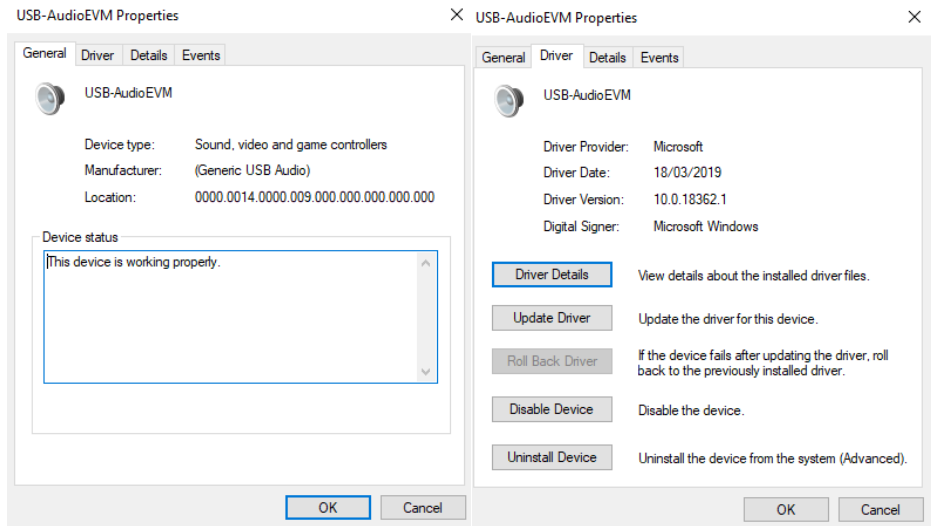 USB-AudioEVM Properties
General Driver Details Events
USB-AudioEVM
Device type: Sound, video and game controllers
Manufacturer: (Generic USB Audio)
Location: 0000.0014.0000.009.000.000.000.000.000
Device status
This device is working properly.
OK Cancel
USB-AudioEVM Properties
General Driver Details Events
USB-AudioEVM
Driver Provider: Microsoft
Driver Date: 18/03/2019
Driver Version: 10.0.18362.1
Digital Signer: Microsoft Windows
Driver Details View details about the installed driver files.
Update Driver Update the driver for this device.
Roll Back Driver If the device fails after updating the driver, roll
back to the previously installed driver.
Disable Device Disable the device.
Uninstall Device Uninstall the device from the system (Advanced).
OK Cancel